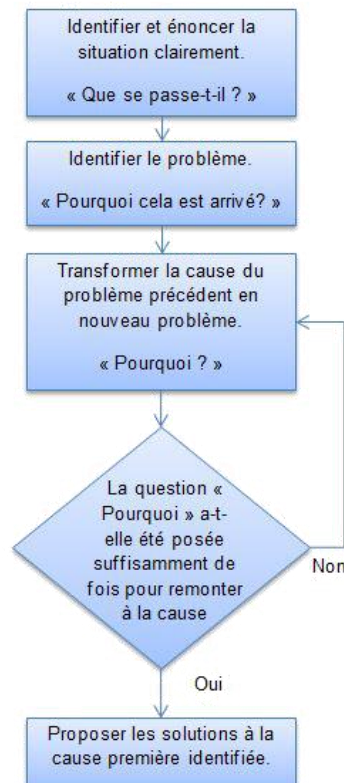 Identifier et énoncer la
situation clairement.
« Que se passe-t-il ? »
Identifier le problème.
« Pourquoi cela est arrivé? »
Transformer la cause du
problème précédent en
nouveau problème.
« Pourquoi ? »
La question «
Pourquoi » a-t-
elle été posée
suffisamment de
fois pour remonter
à la cause
Non
Oui
Proposer les solutions à la
cause première identifiée.